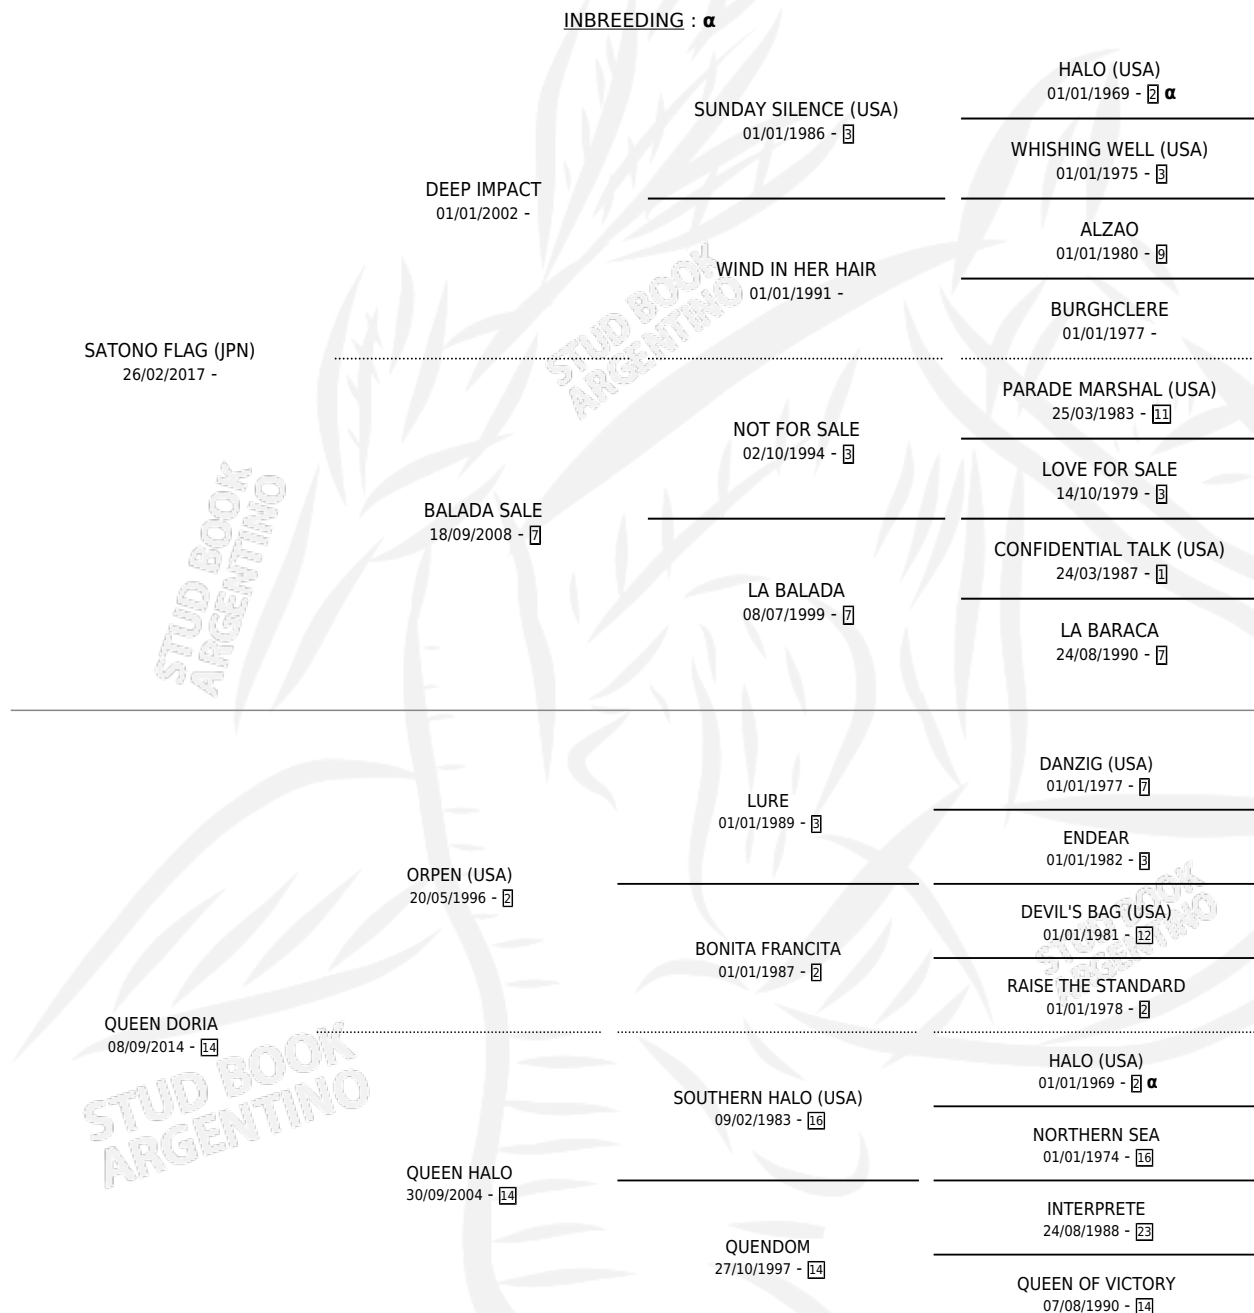 INBREEDING : α
HALO (USA)
01/01/1969 - 2 α
SUNDAY SILENCE (USA)
01/01/1986 - 3
WHISHING WELL (USA)
01/01/1975 - 3
DEEP IMPACT
01/01/2002 -
ALZAO
01/01/1980 - 9
WIND IN HER HAIR
01/01/1991 -
BURGHCLERE
01/01/1977 -
SATONO FLAG (JPN)
26/02/2017 -
PARADE MARSHAL (USA)
25/03/1983 - 11
NOT FOR SALE
02/10/1994 - 3
LOVE FOR SALE
14/10/1979 - 3
BALADA SALE
18/09/2008 - 7
CONFIDENTIAL TALK (USA)
24/03/1987 - 1
LA BALADA
08/07/1999 - 7
LA BARACA
24/08/1990 - 7
DANZIG (USA)
01/01/1977 - 7
LURE
01/01/1989 - 3
ENDEAR
01/01/1982 - 3
ORPEN (USA)
20/05/1996 - 2
DEVIL'S BAG (USA)
01/01/1981 - 12
BONITA FRANCITA
01/01/1987 - 2
RAISE THE STANDARD
01/01/1978 - 2
QUEEN DORIA
08/09/2014 - 14
HALO (USA)
01/01/1969 - 2 α
SOUTHERN HALO (USA)
09/02/1983 - 16
NORTHERN SEA
01/01/1974 - 16
QUEEN HALO
30/09/2004 - 14
INTERPRETE
24/08/1988 - 23
QUENDOM
27/10/1997 - 14
QUEEN OF VICTORY
07/08/1990 - 14
STUD BOOK
ARGENTINO
STUD BOOK
ARGENTINO
STUD BOOK
ARGENTINO
STUD BOOK
ARGENTINO